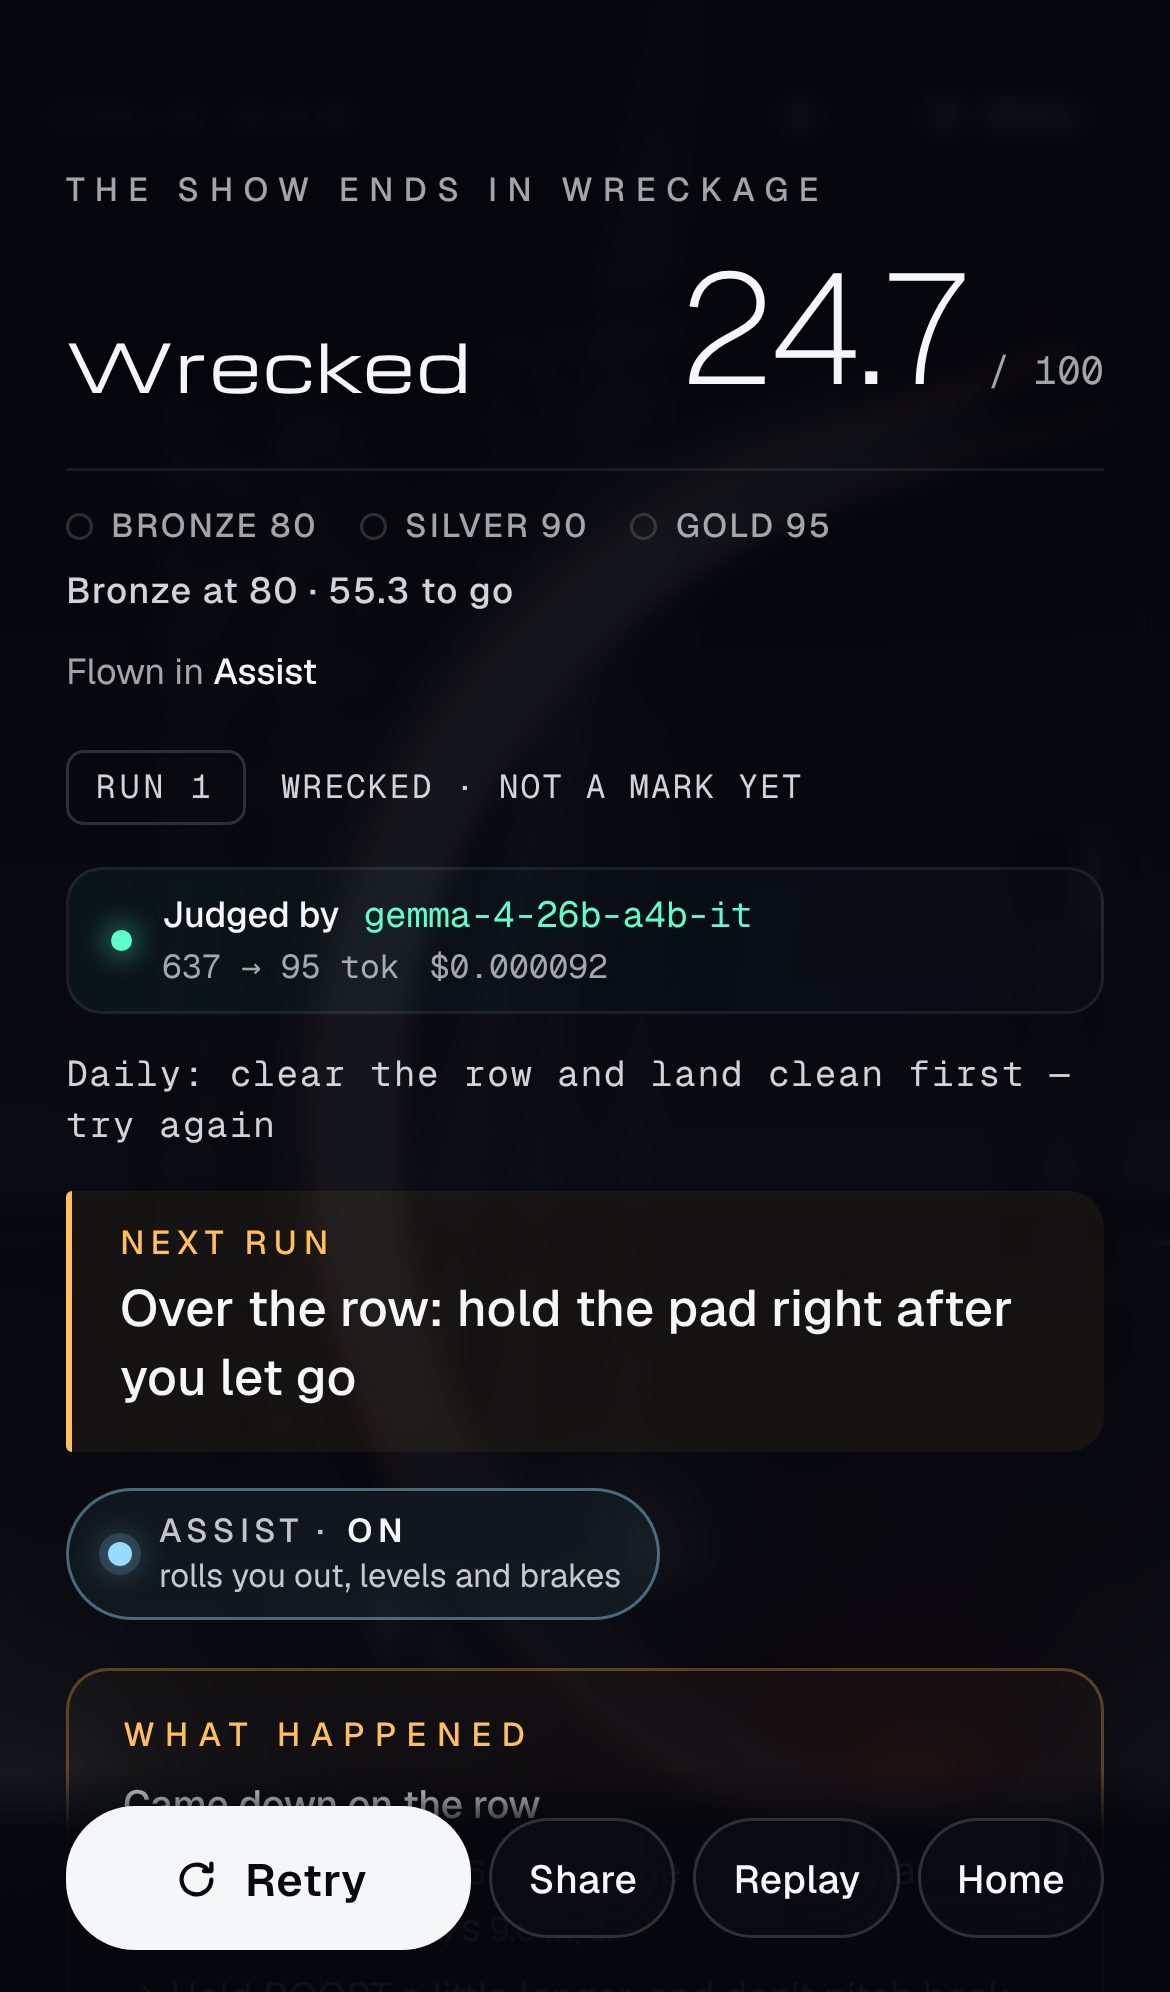 THE SHOW ENDS IN WRECKAGE
Wrecked 24.7 / 100
BRONZE 80 SILVER 90 GOLD 95
Bronze at 80 · 55.3 to go
Flown in Assist
RUN 1 WRECKED · NOT A MARK YET
Judged by gemma-4-26b-a4b-it
637 → 95 tok $0.000092
Daily: clear the row and land clean first —
try again
NEXT RUN
Over the row: hold the pad right after
you let go
ASSIST · ON
rolls you out, levels and brakes
WHAT HAPPENED
Came down on the row
Retry Share Replay Home